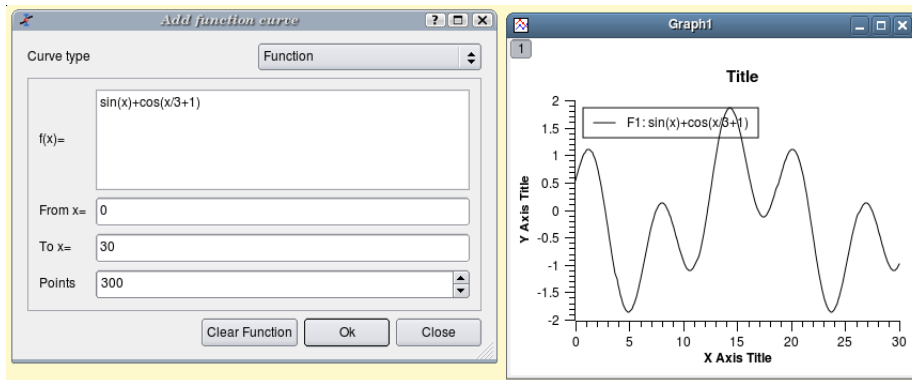 Add function curve
Curve type
Function
f(x)=
sin(x)+cos(x/3+1)
From x=
0
To x=
30
Points
300
Clear Function
Ok
Close
Graph1
1
Title
F1: sin(x)+cos(x/3+1)
Y Axis Title
2
1.5
1
0.5
0
-0.5
-1
-1.5
-2
0 5 10 15 20 25 30
X Axis Title